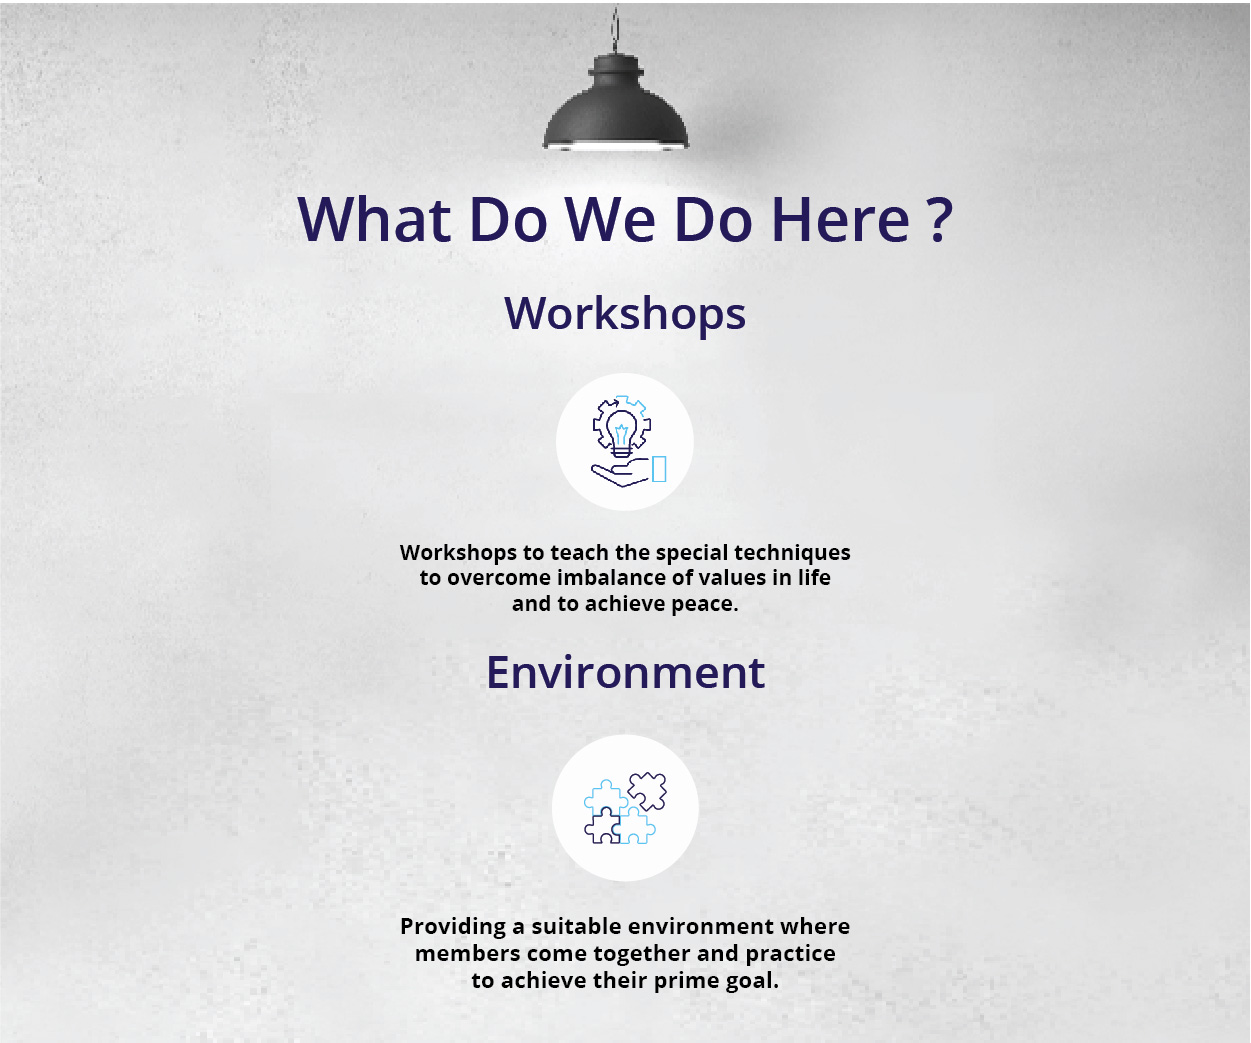 What Do We Do Here ?
Workshops
Workshops to teach the special techniques
to overcome imbalance of values in life
and to achieve peace.
Environment
Providing a suitable environment where
members come together and practice
to achieve their prime goal.